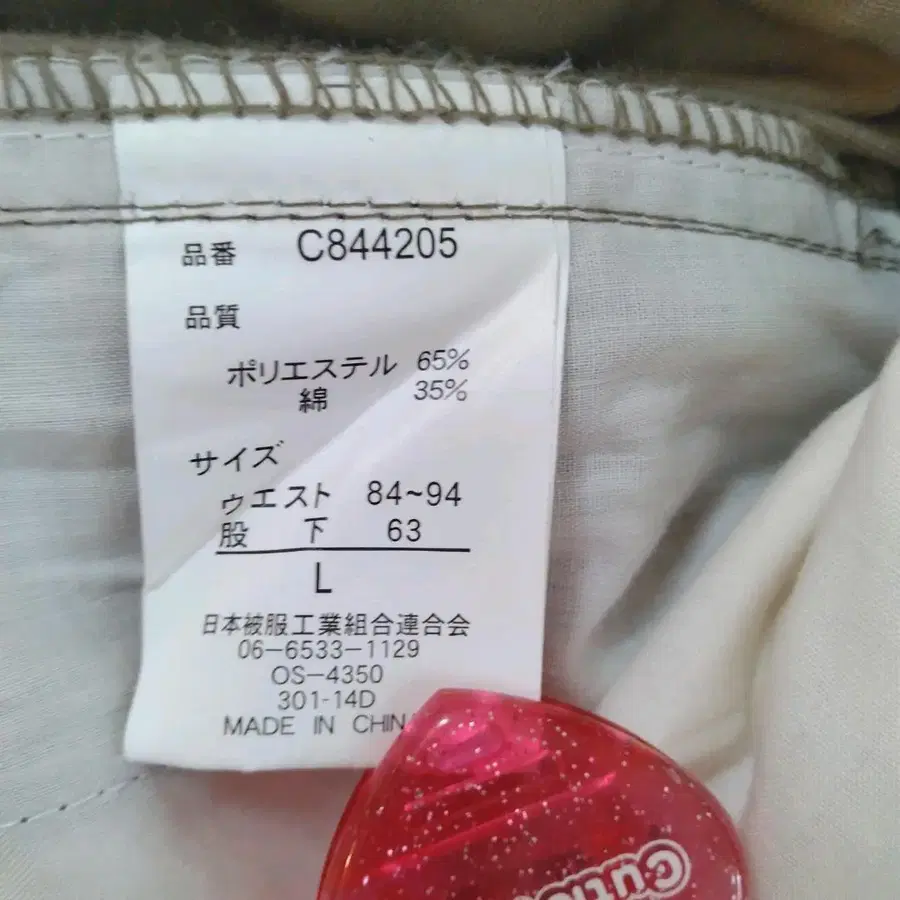 品番 C844205
品質
ポリエステル 65%
綿 35%
サイズ
ウエスト 84~94
股 下 63
L
日本被服工業組合連合会
06-6533-1129
OS-4350
301-14D
MADE IN